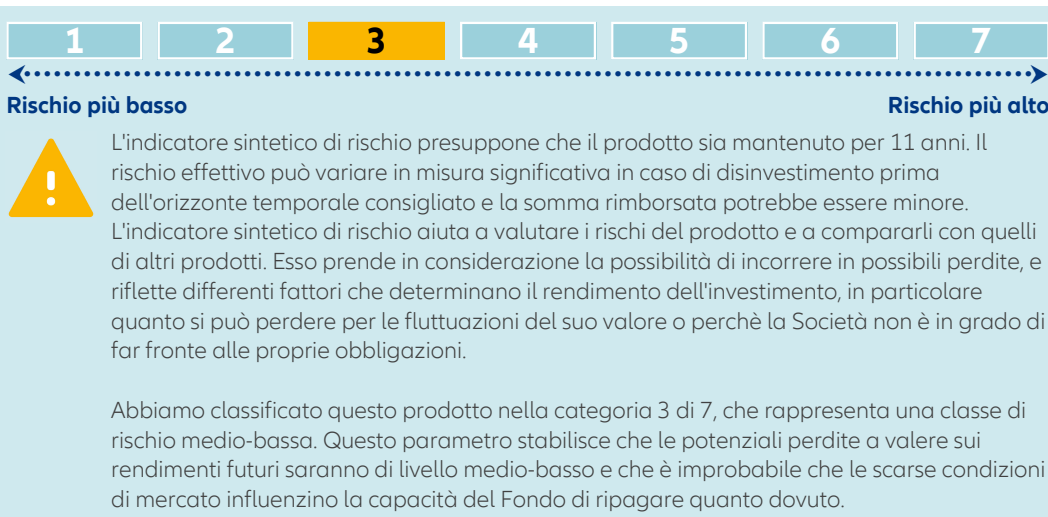 1 2 3 4 5 6 7
Rischio più basso Rischio più alto
L'indicatore sintetico di rischio presuppone che il prodotto sia mantenuto per 11 anni. Il
rischio effettivo può variare in misura significativa in caso di disinvestimento prima
dell'orizzonte temporale consigliato e la somma rimborsata potrebbe essere minore.
L'indicatore sintetico di rischio aiuta a valutare i rischi del prodotto e a compararli con quelli
di altri prodotti. Esso prende in considerazione la possibilità di incorrere in possibili perdite, e
riflette differenti fattori che determinano il rendimento dell'investimento, in particolare
quanto si può perdere per le fluttuazioni del suo valore o perchè la Società non è in grado di
far fronte alle proprie obbligazioni.
Abbiamo classificato questo prodotto nella categoria 3 di 7, che rappresenta una classe di
rischio medio-bassa. Questo parametro stabilisce che le potenziali perdite a valere sui
rendimenti futuri saranno di livello medio-basso e che è improbabile che le scarse condizioni
di mercato influenzino la capacità del Fondo di ripagare quanto dovuto.